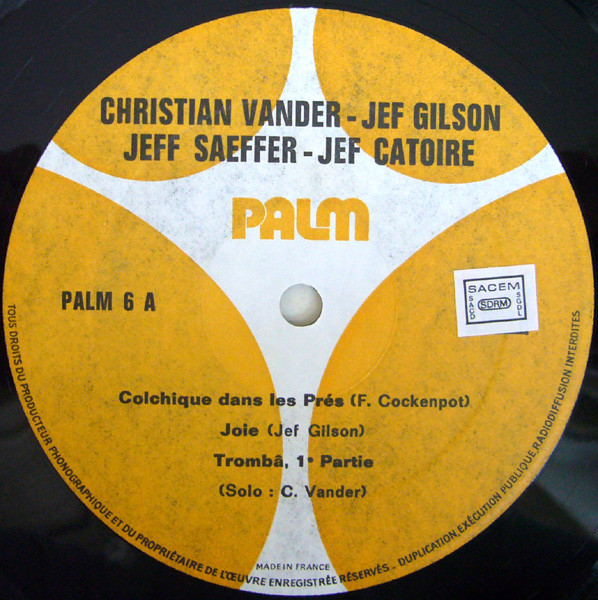 CHRISTIAN VANDER - JEF GILSON
JEFF SAEFFER - JEF CATOIRE
PALM
PALM 6 A
SACEM
SACD
SDRM
SGDL
Colchique dans les Prés (F. Cockenpot)
Joie (Jef Gilson)
Trombâ, 1e Partie
(Solo : C. Vander)
MADE IN FRANCE
TOUS DROITS DU PRODUCTEUR PHONOGRAPHIQUE ET DU PROPRIÉTAIRE DE L'ŒUVRE ENREGISTRÉE RÉSERVÉS - DUPLICATION, EXÉCUTION PUBLIQUE, RADIODIFFUSION INTERDITES